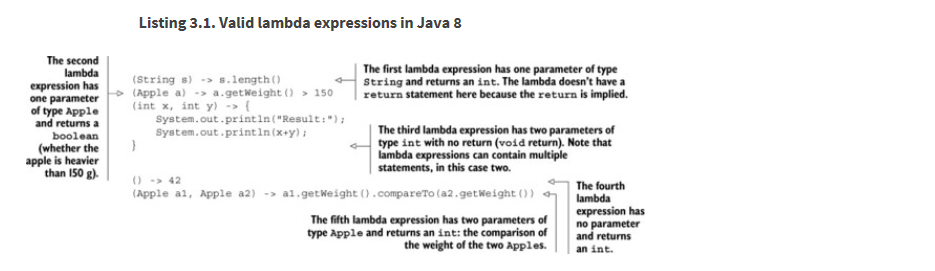 Listing 3.1. Valid lambda expressions in Java 8
The second
lambda
expression has
one parameter
of type Apple
and returns a
boolean
(whether the
apple is heavier
than 150 g).
(String s) -> s.length()
(Apple a) -> a.getWeight() > 150
(int x, int y) -> {
System.out.println("Result:");
System.out.println(x+y);
}
() -> 42
(Apple a1, Apple a2) -> a1.getWeight().compareTo(a2.getWeight())
The first lambda expression has one parameter of type
String and returns an int. The lambda doesn't have a
return statement here because the return is implied.
The third lambda expression has two parameters of
type int with no return (void return). Note that
lambda expressions can contain multiple
statements, in this case two.
The fourth
lambda
expression has
no parameter
and returns
an int.
The fifth lambda expression has two parameters of
type Apple and returns an int: the comparison of
the weight of the two Apples.